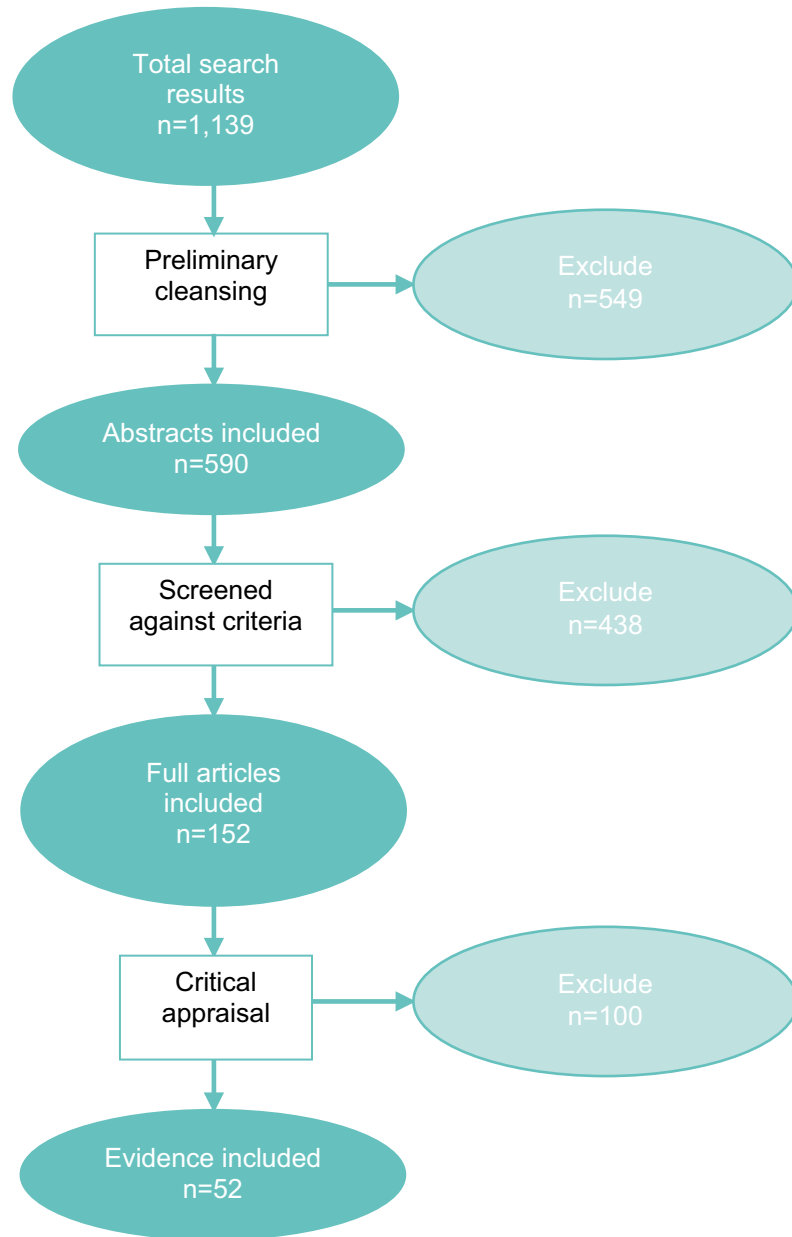 Total search
results
n=1,139
Preliminary
cleansing
Exclude
n=549
Abstracts included
n=590
Screened
against criteria
Exclude
n=438
Full articles
included
n=152
Critical
appraisal
Exclude
n=100
Evidence included
n=52